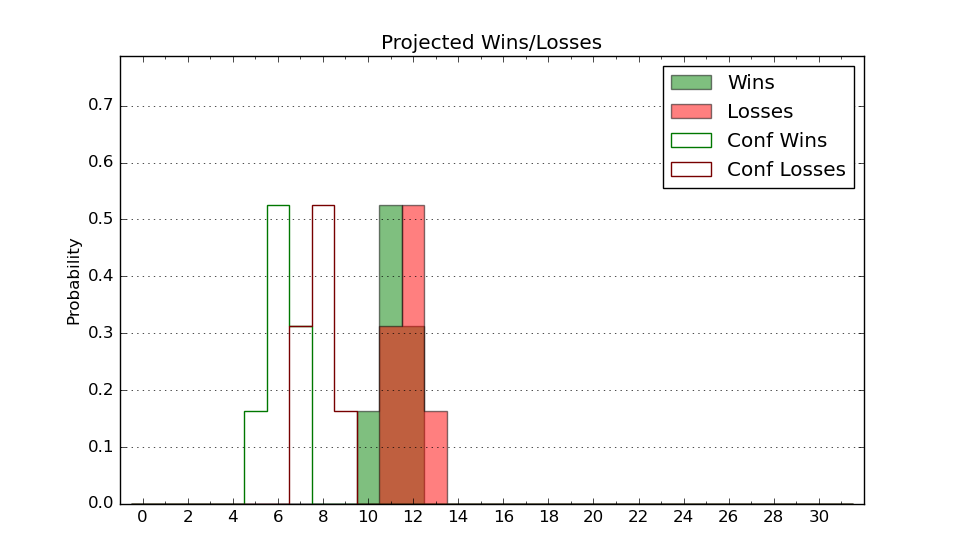 Projected Wins/Losses
Wins
Losses
Conf Wins
Conf Losses
Probability
0.7
0.6
0.5
0.4
0.3
0.2
0.1
0.0
0 2 4 6 8 10 12 14 16 18 20 22 24 26 28 30